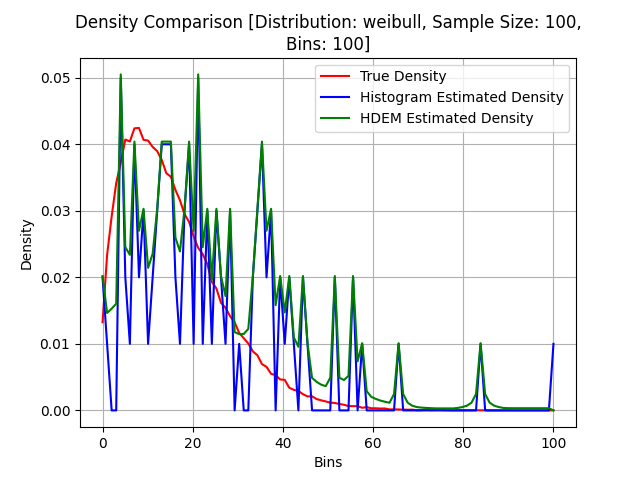 Density Comparison [Distribution: weibull, Sample Size: 100,
Bins: 100]
True Density
Histogram Estimated Density
HDEM Estimated Density
Density
0.05
0.04
0.03
0.02
0.01
0.00
0 20 40 60 80 100
Bins